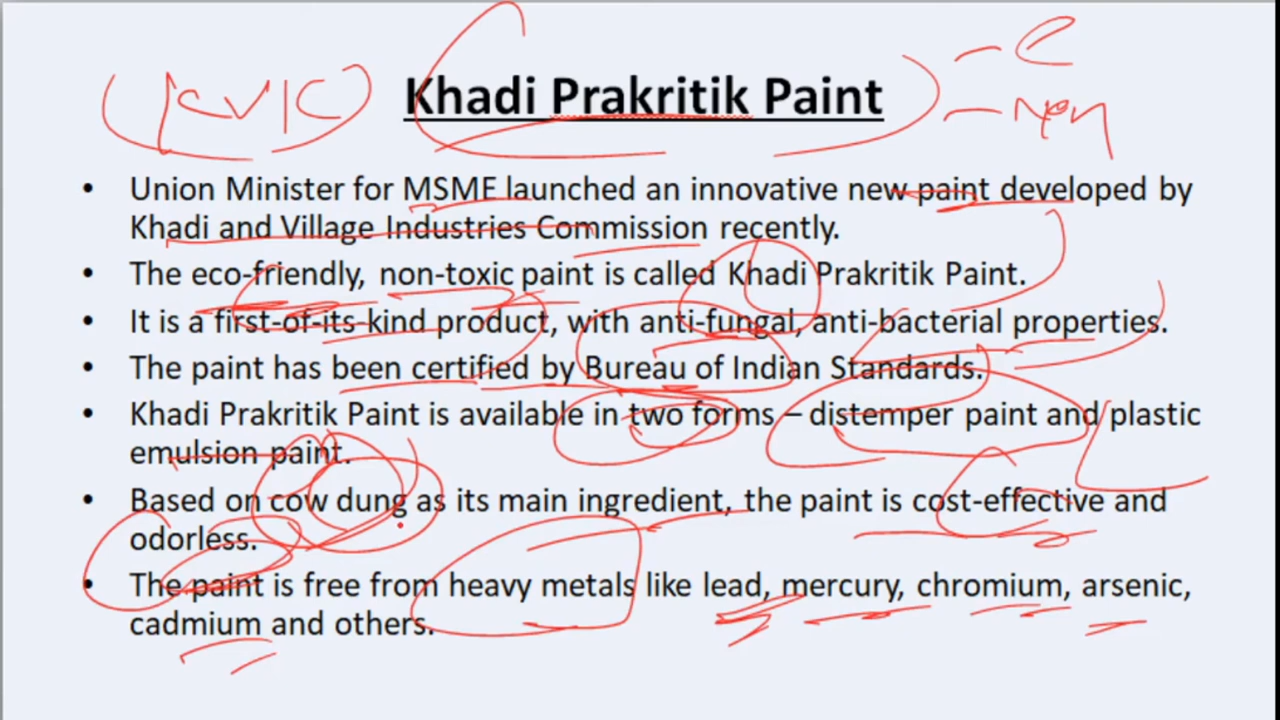 KVIC
Khadi Prakritik Paint
- e
- Non
• Union Minister for MSME launched an innovative new paint developed by
Khadi and Village Industries Commission recently.
• The eco-friendly, non-toxic paint is called Khadi Prakritik Paint.
• It is a first-of-its-kind product, with anti-fungal, anti-bacterial properties.
• The paint has been certified by Bureau of Indian Standards.
• Khadi Prakritik Paint is available in two forms – distemper paint and plastic
emulsion paint.
• Based on cow dung as its main ingredient, the paint is cost-effective and
odorless.
• The paint is free from heavy metals like lead, mercury, chromium, arsenic,
cadmium and others.